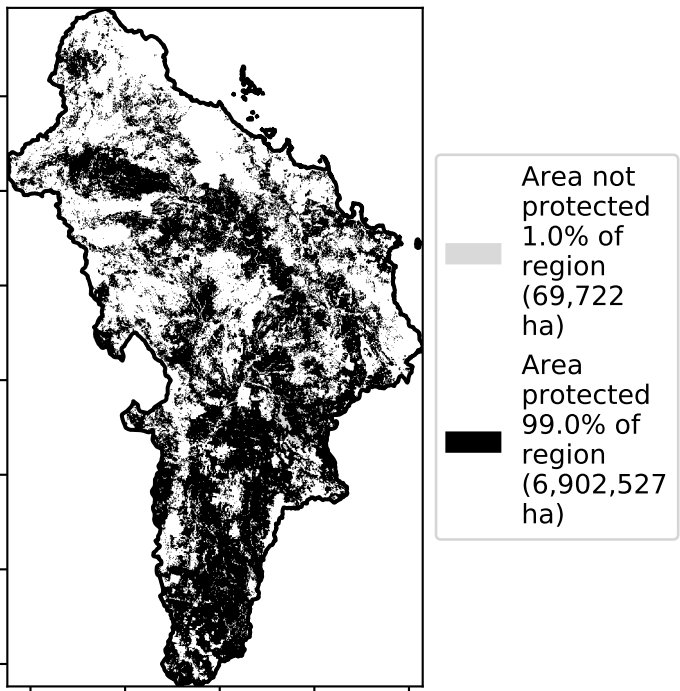 Area not
protected
1.0% of
region
(69,722
ha)
Area
protected
99.0% of
region
(6,902,527
ha)